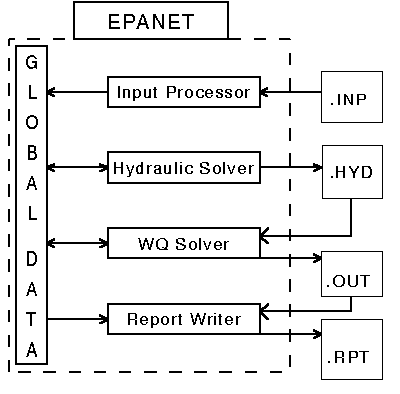 EPANET
GLOBAL DATA
Input Processor
.INP
Hydraulic Solver
.HYD
WQ Solver
.OUT
Report Writer
.RPT